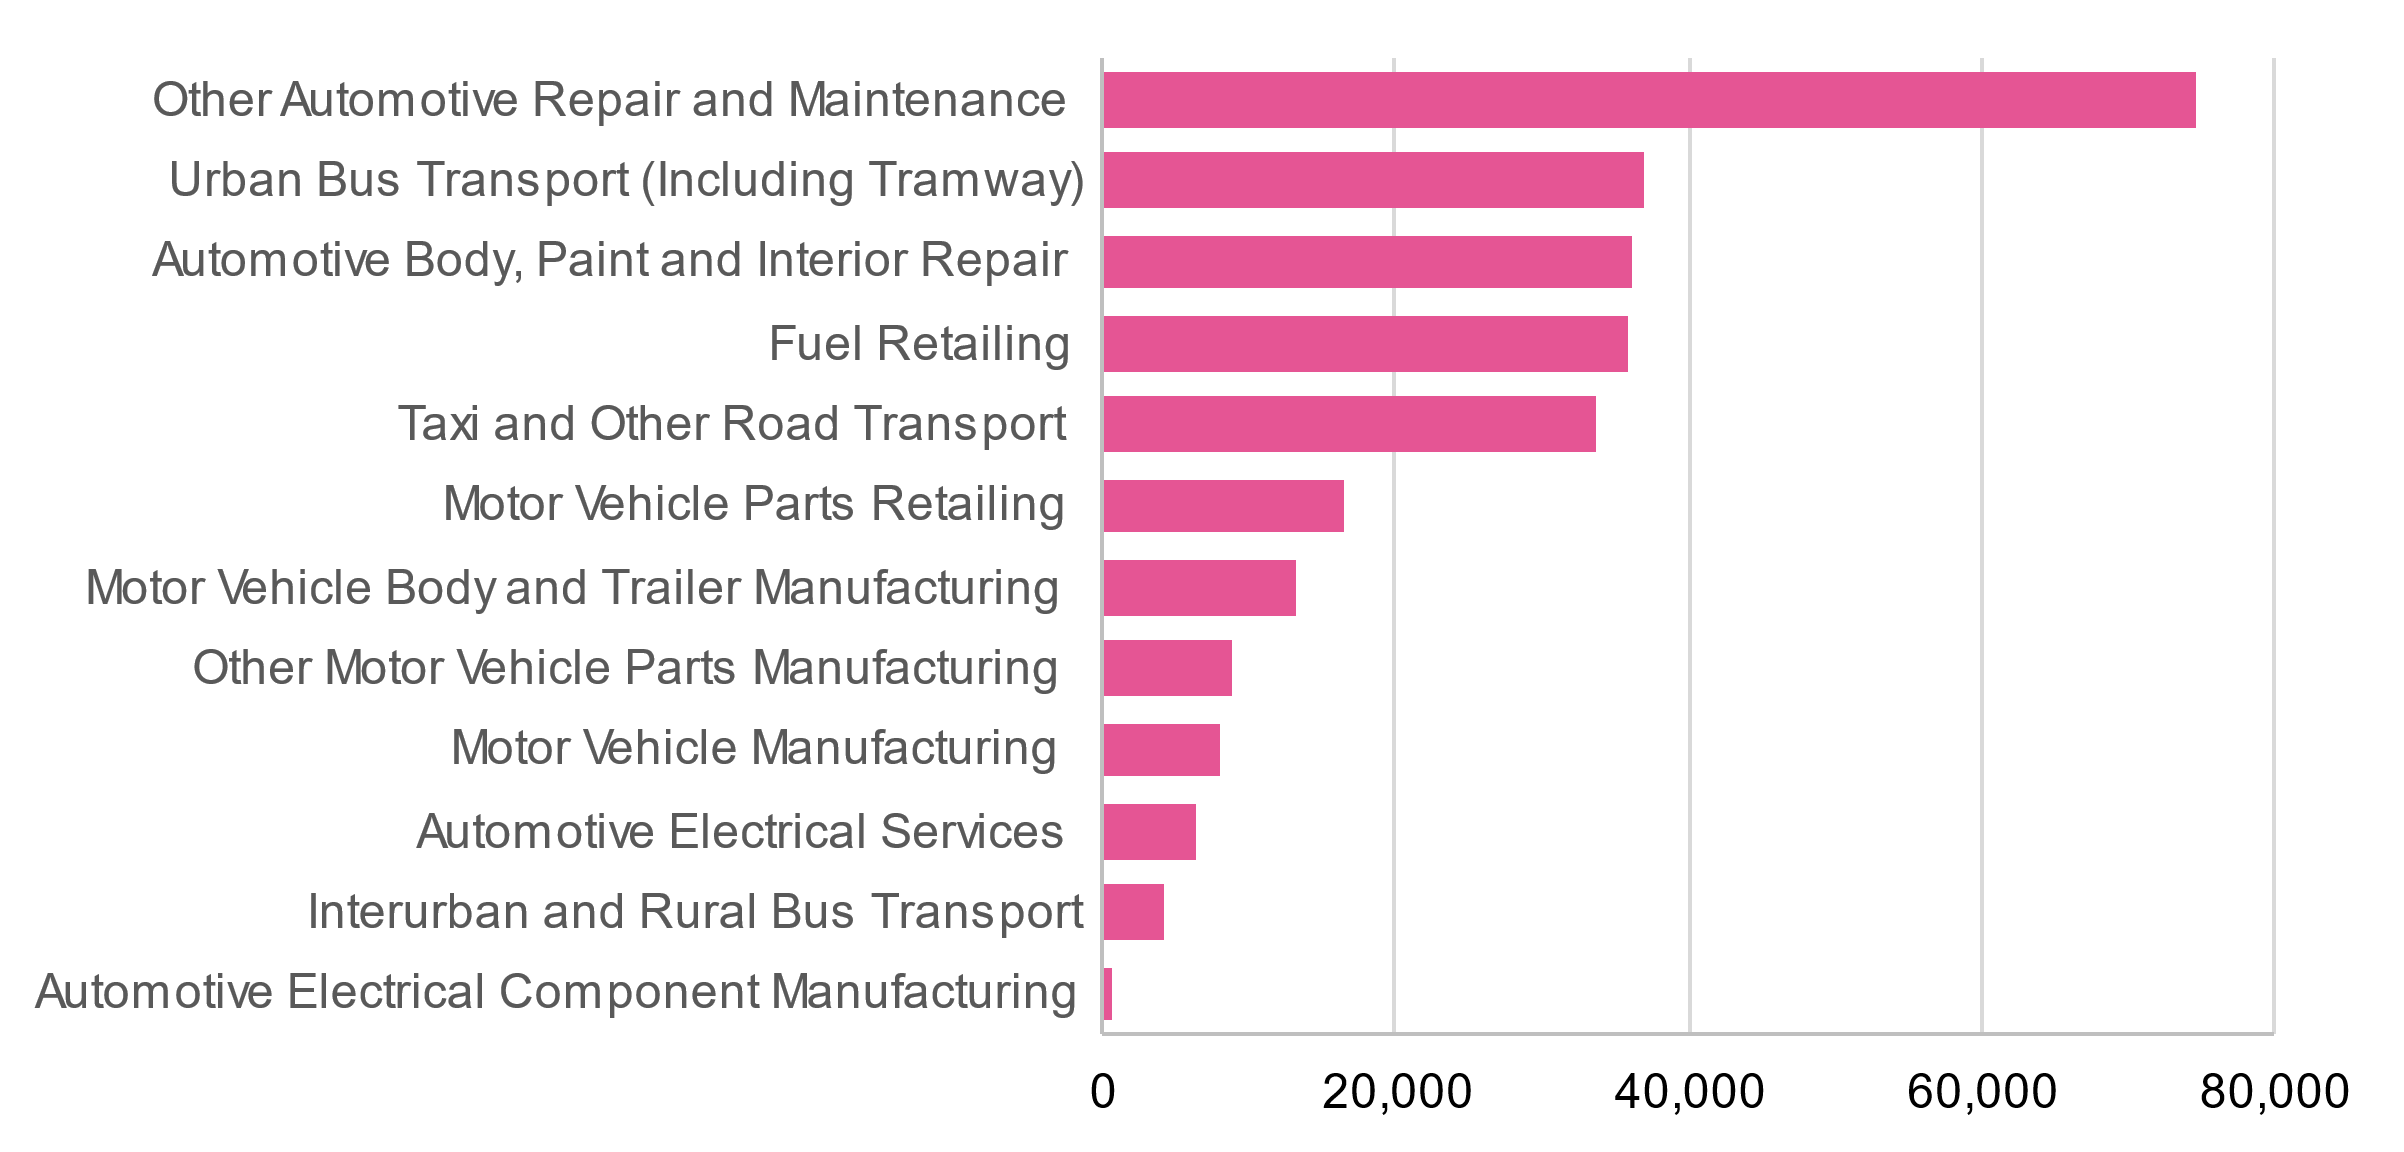 Other Automotive Repair and Maintenance
Urban Bus Transport (Including Tramway)
Automotive Body, Paint and Interior Repair
Fuel Retailing
Taxi and Other Road Transport
Motor Vehicle Parts Retailing
Motor Vehicle Body and Trailer Manufacturing
Other Motor Vehicle Parts Manufacturing
Motor Vehicle Manufacturing
Automotive Electrical Services
Interurban and Rural Bus Transport
Automotive Electrical Component Manufacturing
0 20,000 40,000 60,000 80,000